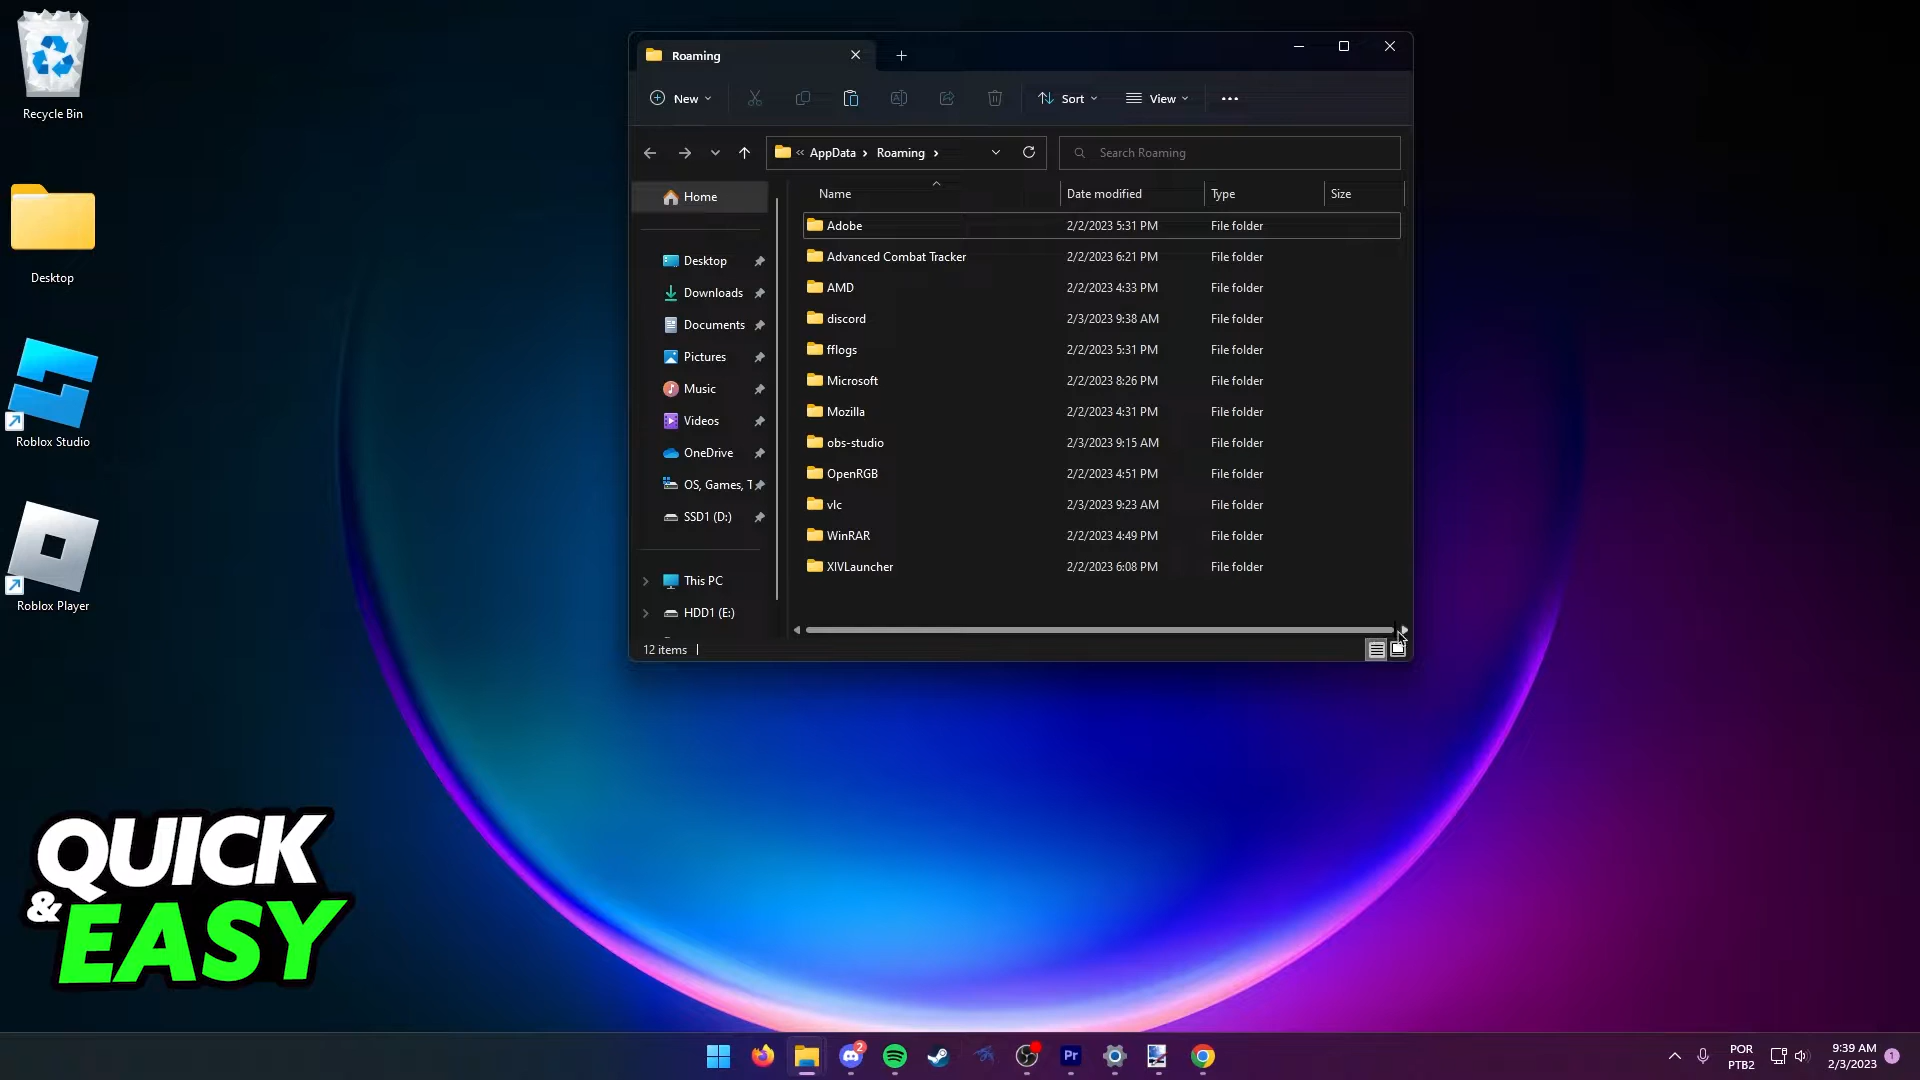 Recycle Bin
Desktop
Roblox Studio
Roblox Player
QUICK
& EASY
Roaming
New
Sort
View
AppData
Roaming
Search Roaming
Home
Desktop
Downloads
Documents
Pictures
Music
Videos
OneDrive
OS, Games, T
SSD1 (D:)
This PC
HDD1 (E:)
Name Date modified Type Size
Adobe 2/2/2023 5:31 PM File folder
Advanced Combat Tracker 2/2/2023 6:21 PM File folder
AMD 2/2/2023 4:33 PM File folder
discord 2/3/2023 9:38 AM File folder
fflogs 2/2/2023 5:31 PM File folder
Microsoft 2/2/2023 8:26 PM File folder
Mozilla 2/2/2023 4:31 PM File folder
obs-studio 2/3/2023 9:15 AM File folder
OpenRGB 2/2/2023 4:51 PM File folder
vlc 2/3/2023 9:23 AM File folder
WinRAR 2/2/2023 4:49 PM File folder
XIVLauncher 2/2/2023 6:08 PM File folder
12 items
2
Pr
POR
PTB2
9:39 AM
2/3/2023
1